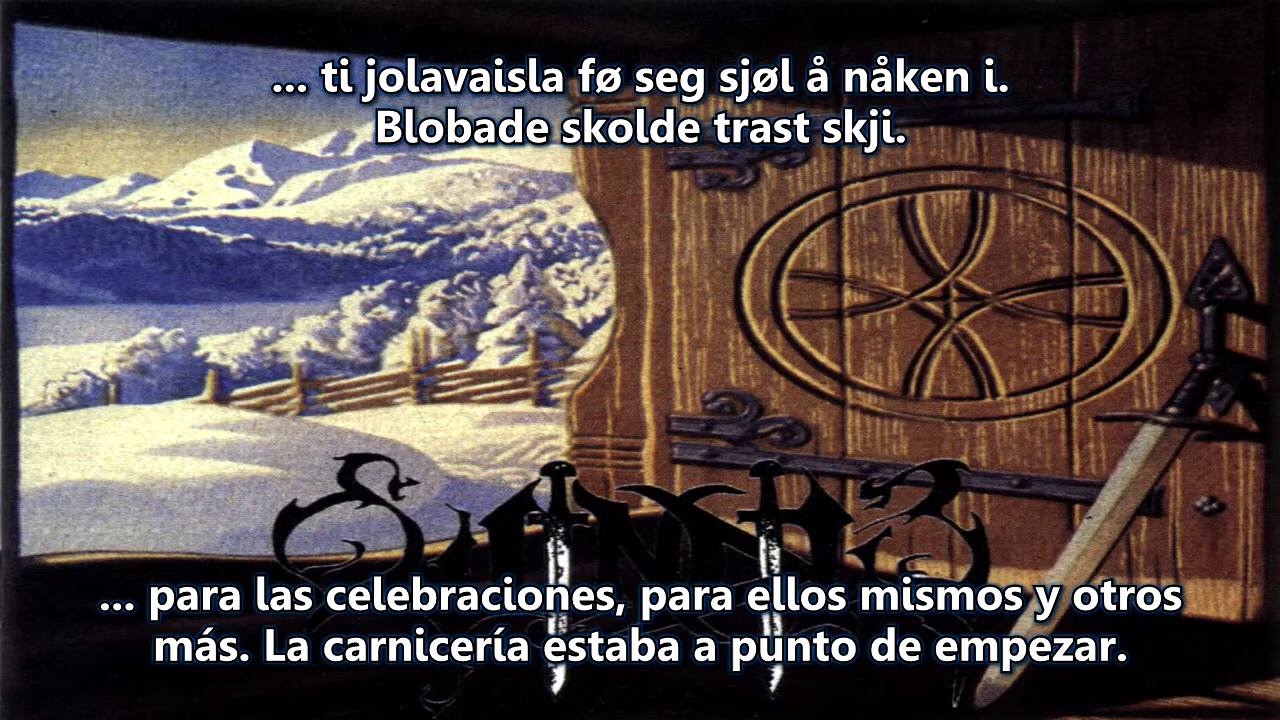 ... ti jolavaisla fø seg sjøl å nåken i.
Blobade skolde trast skji.
... para las celebraciones, para ellos mismos y otros
más. La carnicería estaba a punto de empezar.